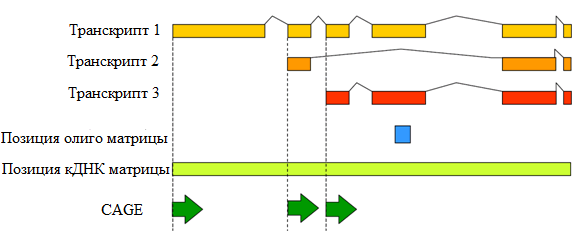 Транскрипт 1
Транскрипт 2
Транскрипт 3
Позиция олиго матрицы
Позиция кДНК матрицы
CAGE